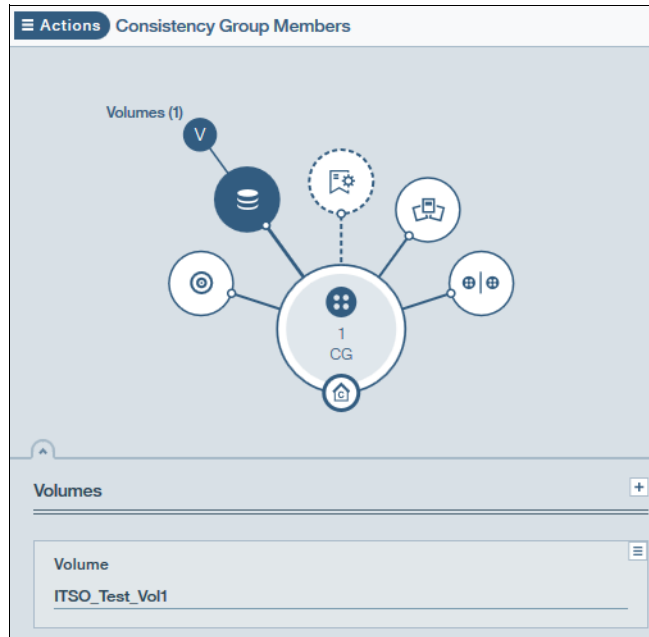 Actions Consistency Group Members
Volumes (1)
V
1
CG
C
Volumes
Volume
ITSO_Test_Vol1